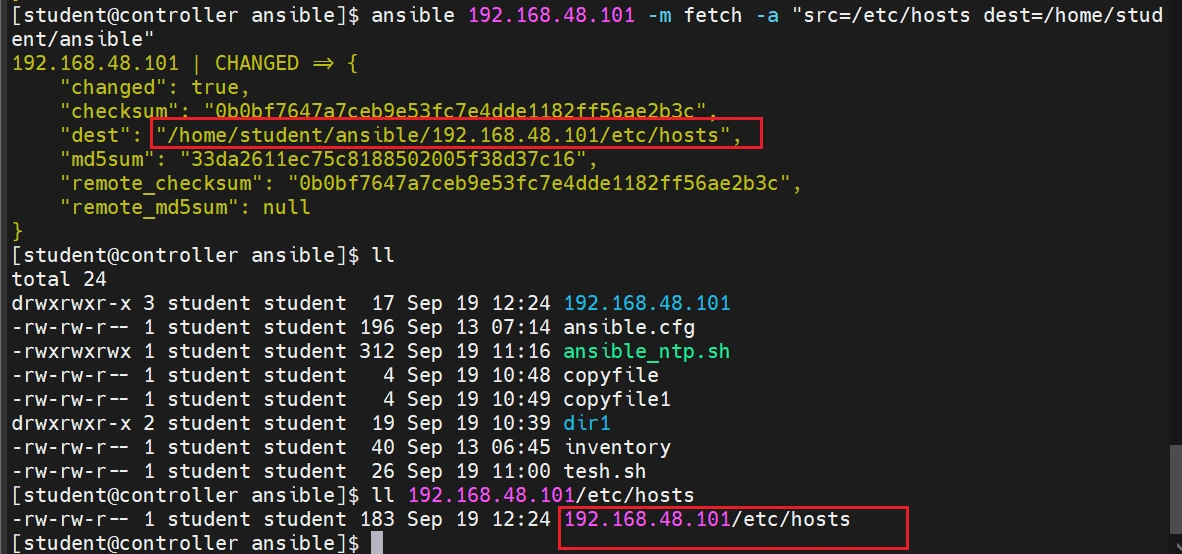 [student@controller ansible]$ ansible 192.168.48.101 -m fetch -a "src=/etc/hosts dest=/home/stud
ent/ansible"
192.168.48.101 | CHANGED => {
    "changed": true,
    "checksum": "0b0bf7647a7ceb9e53fc7e4dde1182ff56ae2b3c",
    "dest": "/home/student/ansible/192.168.48.101/etc/hosts",
    "md5sum": "33da2611ec75c8188502005f38d37c16",
    "remote_checksum": "0b0bf7647a7ceb9e53fc7e4dde1182ff56ae2b3c",
    "remote_md5sum": null
}
[student@controller ansible]$ ll
total 24
drwxrwxr-x 3 student student  17 Sep 19 12:24 192.168.48.101
-rw-rw-r-- 1 student student 196 Sep 13 07:14 ansible.cfg
-rwxrwxrwx 1 student student 312 Sep 19 11:16 ansible_ntp.sh
-rw-rw-r-- 1 student student   4 Sep 19 10:48 copyfile
-rw-rw-r-- 1 student student   4 Sep 19 10:49 copyfile1
drwxrwxr-x 2 student student  19 Sep 19 10:39 dir1
-rw-rw-r-- 1 student student  40 Sep 13 06:45 inventory
-rw-rw-r-- 1 student student  26 Sep 19 11:00 tesh.sh
[student@controller ansible]$ ll 192.168.48.101/etc/hosts
-rw-rw-r-- 1 student student 183 Sep 19 12:24 192.168.48.101/etc/hosts
[student@controller ansible]$